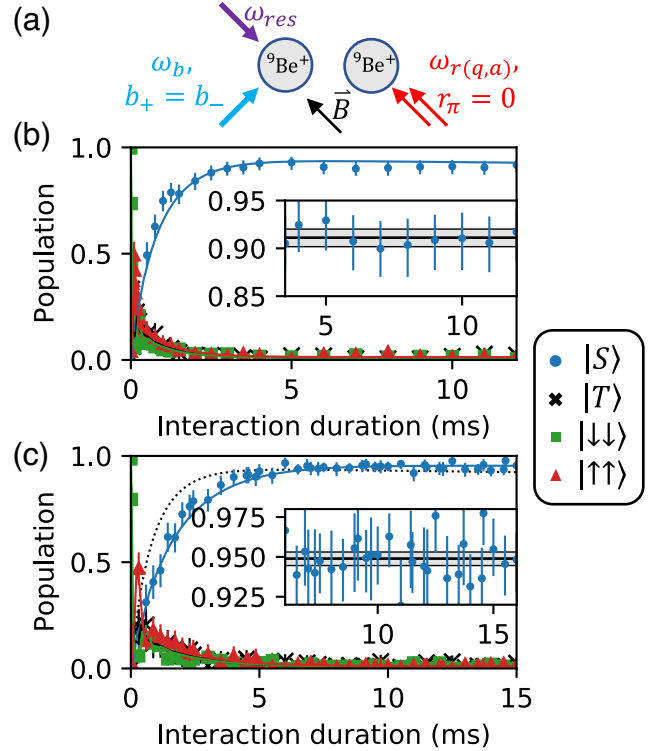 (a)
ω_res
ω_b,
b₊ = b₋
⁹Be⁺
⁹Be⁺
B⃗
ω_r(q,a),
r_π = 0
(b)
Population
1.0
0.5
0.0
0.95
0.90
0.85
5
10
0
5
10
Interaction duration (ms)
(c)
Population
1.0
0.5
0.0
0.975
0.950
0.925
10
15
0
5
10
15
Interaction duration (ms)
|S⟩
|T⟩
|↓↓⟩
|↑↑⟩